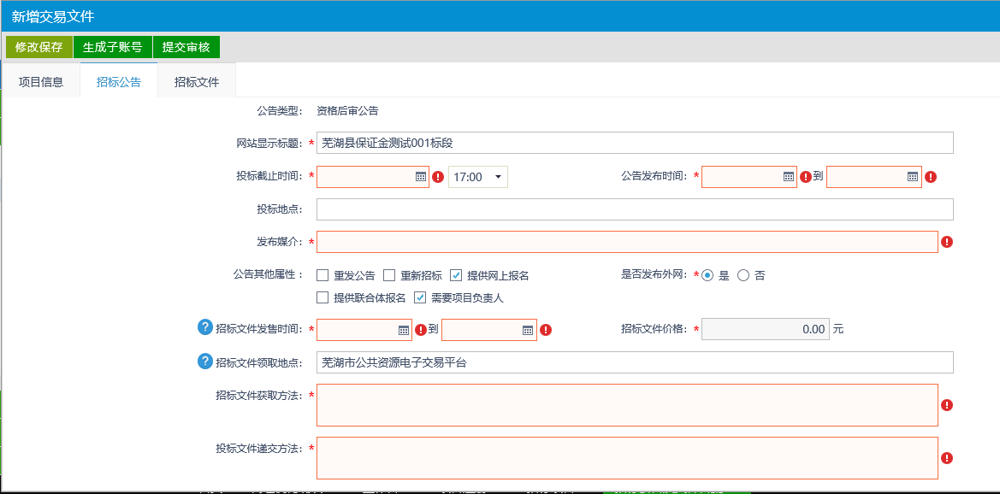 新增交易文件
修改保存 生成子账号 提交审核
项目信息 招标公告 招标文件
公告类型： 资格后审公告
网站显示标题： * 芜湖县保证金测试001标段
投标截止时间： * 17:00 公告发布时间： * 到
投标地点：
发布媒介： *
公告其他属性： 重发公告 重新招标 提供网上报名 是否发布外网： * 是 否
提供联合体报名 需要项目负责人
招标文件发售时间： * 到 招标文件价格： * 0.00 元
招标文件领取地点： 芜湖市公共资源电子交易平台
招标文件获取方法： *
投标文件递交方法： *